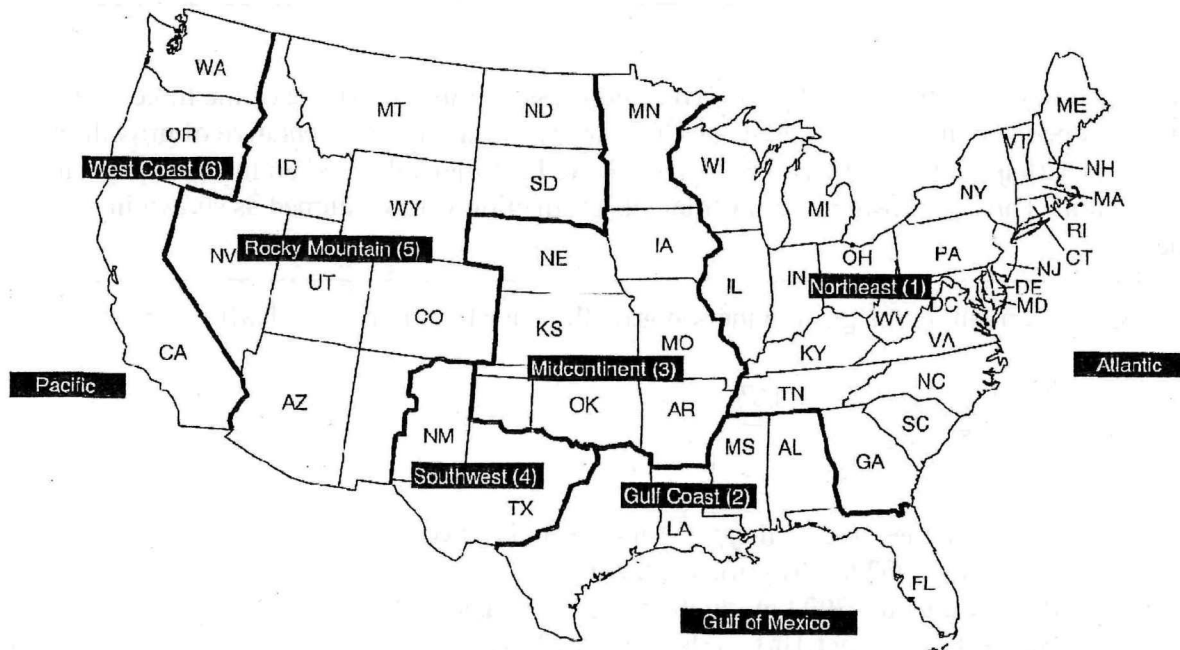 WA
MT
ND
MN
ME
OR
VT
West Coast (6)
ID
WI
NH
SD
NY
MA
WY
MI
RI
NV
Rocky Mountain (5)
IA
CT
NE
OH
PA
UT
IL
IN
NJ
Northeast (1)
DE
CO
DC
MD
KS
WV
MO
VA
CA
KY
Midcontinent (3)
Pacific
Atlantic
NC
TN
AZ
OK
AR
SC
NM
MS
AL
GA
Southwest (4)
Gulf Coast (2)
TX
LA
FL
Gulf of Mexico